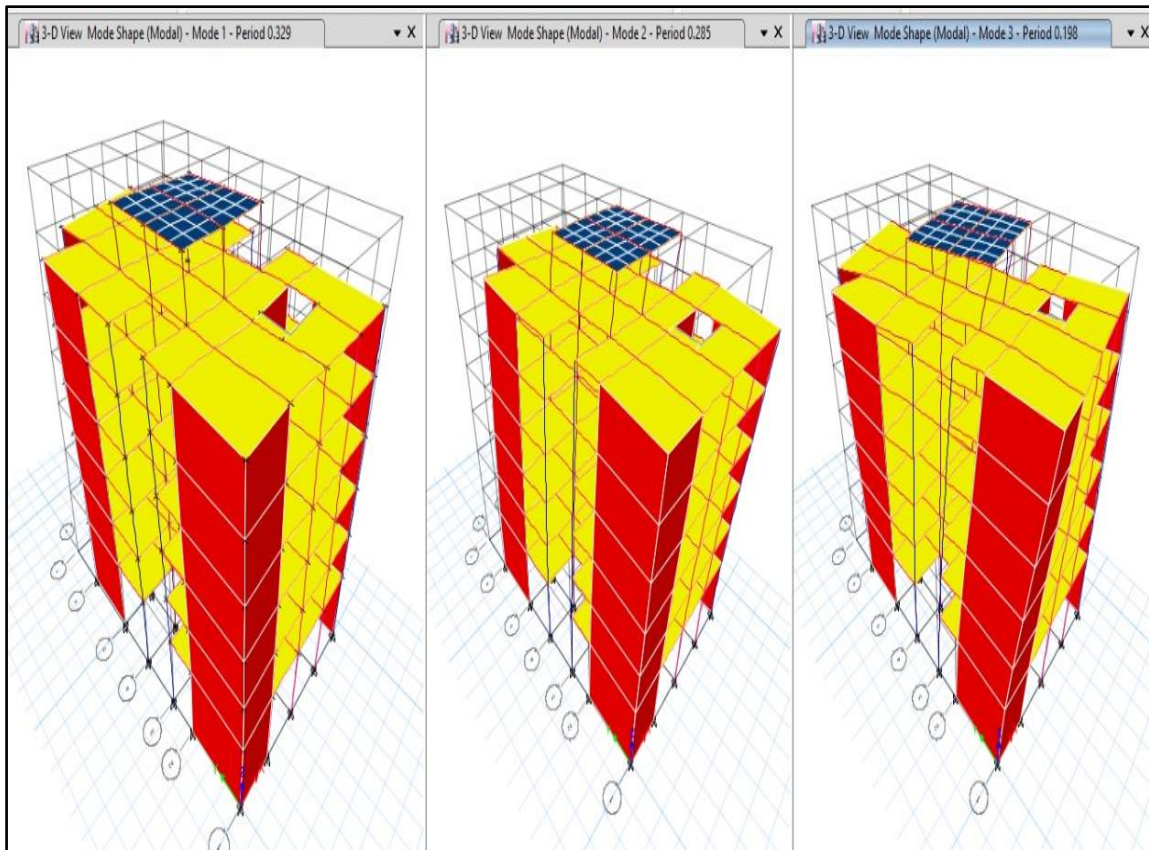 3-D View Mode Shape (Modal) - Mode 1 - Period 0.329
3-D View Mode Shape (Modal) - Mode 2 - Period 0.285
3-D View Mode Shape (Modal) - Mode 3 - Period 0.198